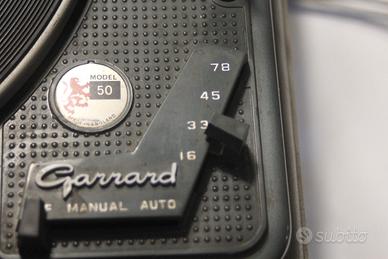 MODEL
50
78
45
33
16
Garrard
MANUAL AUTO
subito